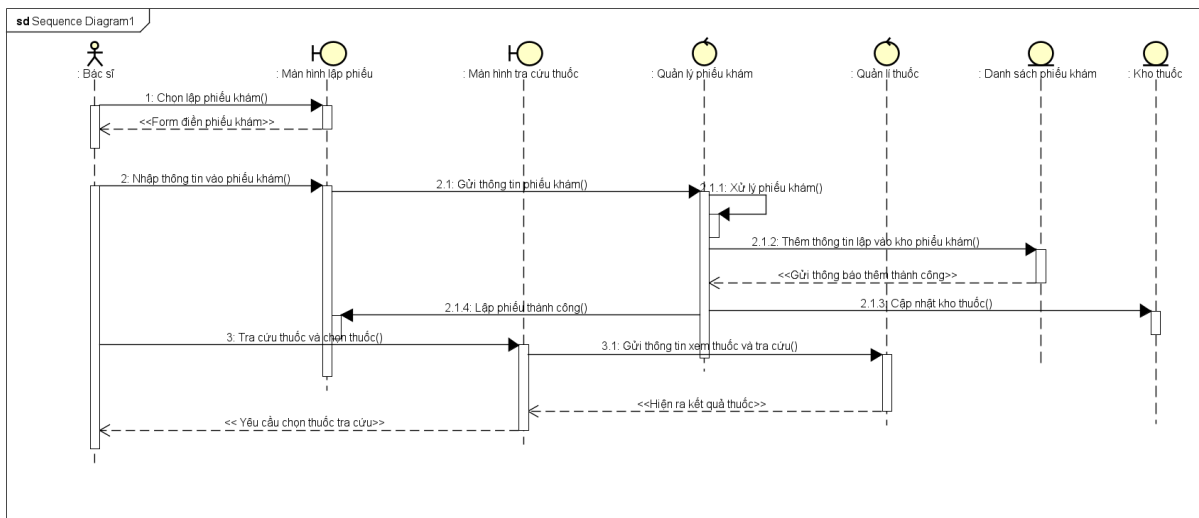 sd Sequence Diagram1
: Bác sĩ
: Màn hình lập phiếu
: Màn hình tra cứu thuốc
: Quản lý phiếu khám
: Quản lí thuốc
: Danh sách phiếu khám
: Kho thuốc
1: Chọn lập phiếu khám()
<<Form điền phiếu khám>>
2: Nhập thông tin vào phiếu khám()
2.1: Gửi thông tin phiếu khám()
2.1.1: Xử lý phiếu khám()
2.1.2: Thêm thông tin lập vào kho phiếu khám()
<<Gửi thông báo thêm thành công>>
2.1.3: Cập nhật kho thuốc()
2.1.4: Lập phiếu thành công()
3: Tra cứu thuốc và chọn thuốc()
3.1: Gửi thông tin xem thuốc và tra cứu()
<<Hiện ra kết quả thuốc>>
<< Yêu cầu chọn thuốc tra cứu>>